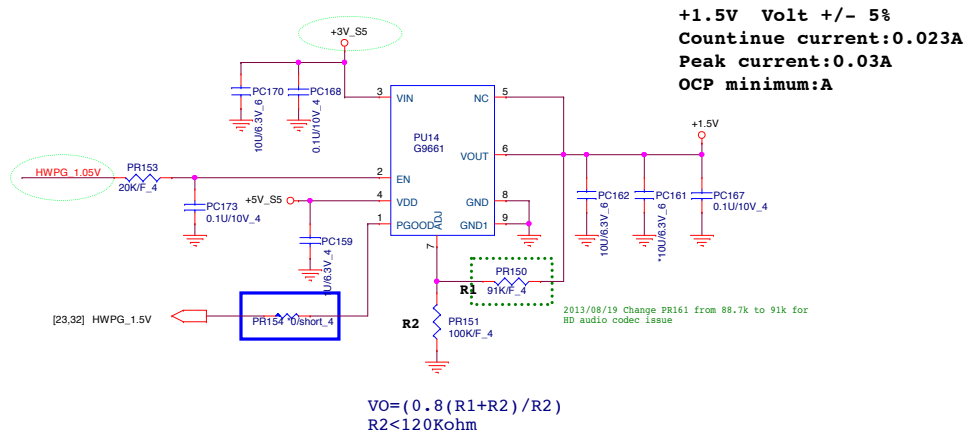 +1.5V Volt +/- 5%
Countinue current:0.023A
Peak current:0.03A
OCP minimum:A
+3V_S5
PC170
10U/6.3V_6
PC168
0.1U/10V_4
3
VIN
NC
5
PU14
G9661
+1.5V
VOUT
6
HWPG_1.05V
PR153
20K/F_4
2
EN
PC173
0.1U/10V_4
+5V_S5
4
VDD
GND
8
1
PGOOD
ADJ
GND1
9
7
PC162
10U/6.3V_6
PC161
*10U/6.3V_6
PC167
0.1U/10V_4
PC159
1U/6.3V_4
PR150
R1
91K/F_4
2013/08/19 Change PR161 from 88.7k to 91k for
HD audio codec issue
[23,32] HWPG_1.5V
PR154 *0/short_4
R2
PR151
100K/F_4
VO=(0.8(R1+R2)/R2)
R2<120Kohm